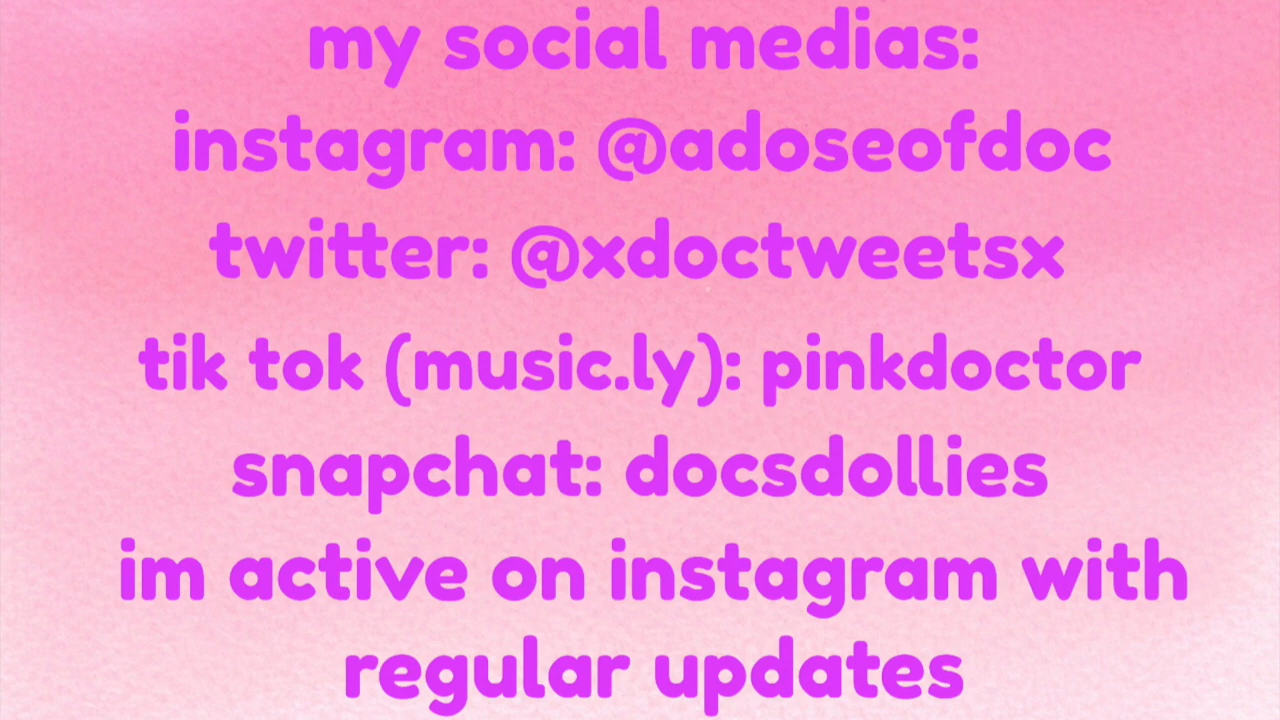 my social medias:
instagram: @adoseofdoc
twitter: @xdoctweetsx
tik tok (music.ly): pinkdoctor
snapchat: docsdollies
im active on instagram with
regular updates